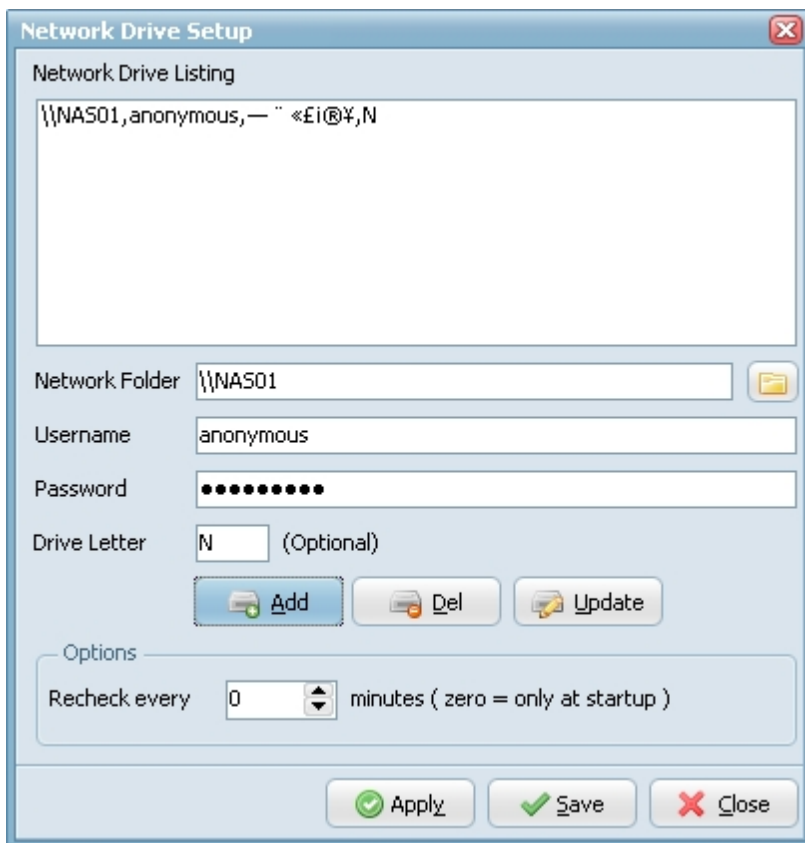 Network Drive Setup
Network Drive Listing
\\NAS01,anonymous,— ¨ «£i®¥,N
Network Folder \\NAS01
Username anonymous
Password ●●●●●●●●●
Drive Letter N (Optional)
Add Del Update
Options
Recheck every 0 minutes ( zero = only at startup )
Apply Save Close